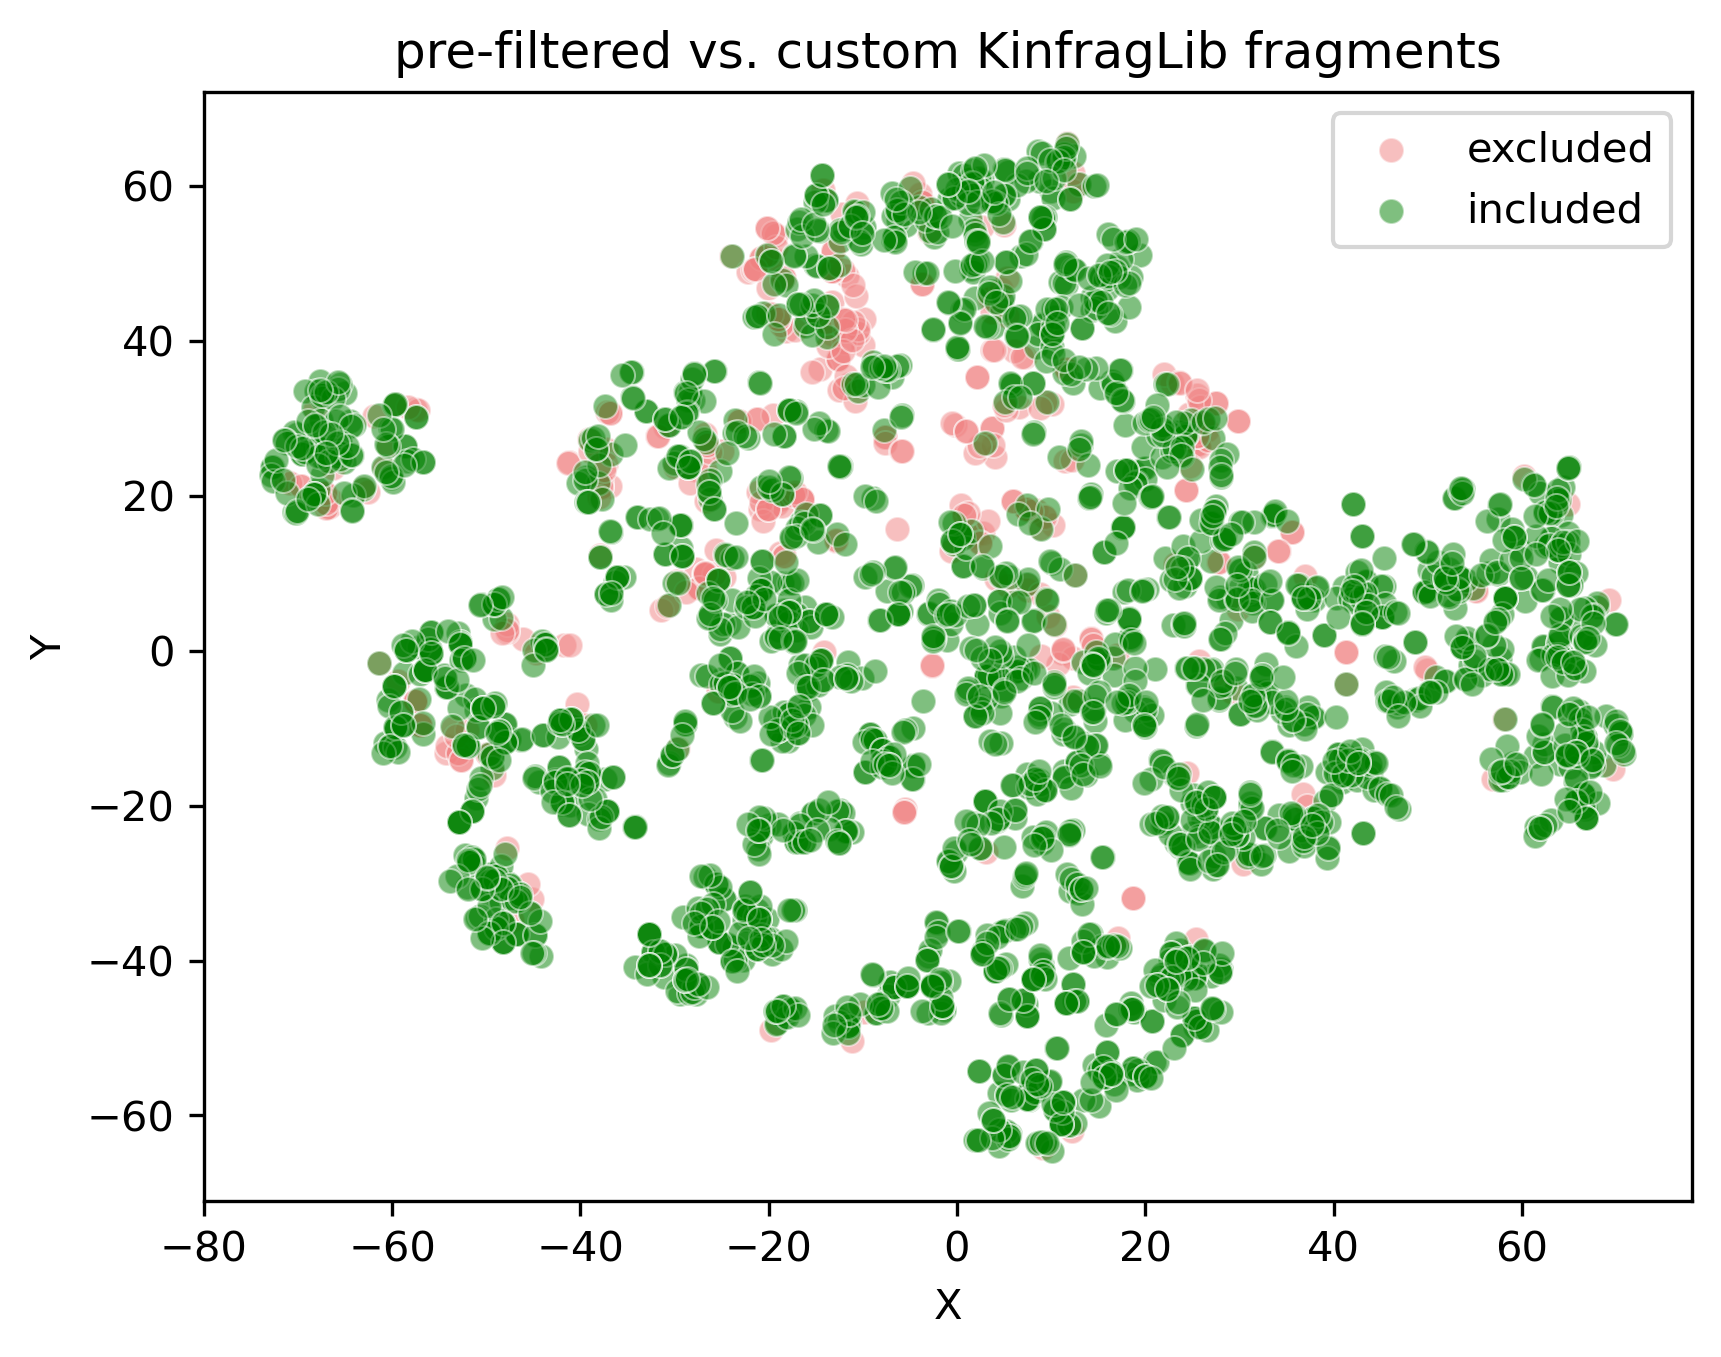 pre-filtered vs. custom KinfragLib fragments
excluded
included
60
40
20
0
−20
−40
−60
Y
−80 −60 −40 −20 0 20 40 60
X